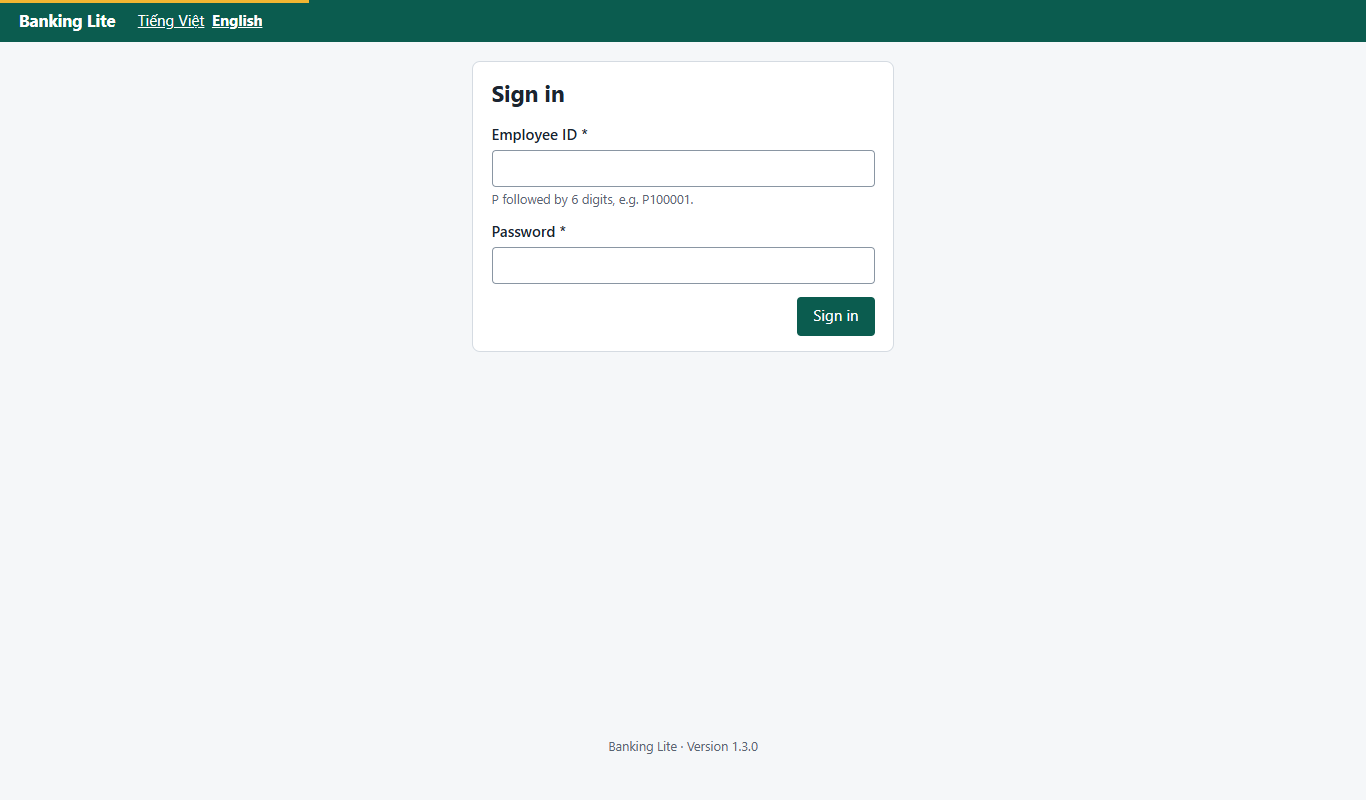 Banking Lite Tiếng Việt English
Sign in
Employee ID *
P followed by 6 digits, e.g. P100001.
Password *
Sign in
Banking Lite · Version 1.3.0